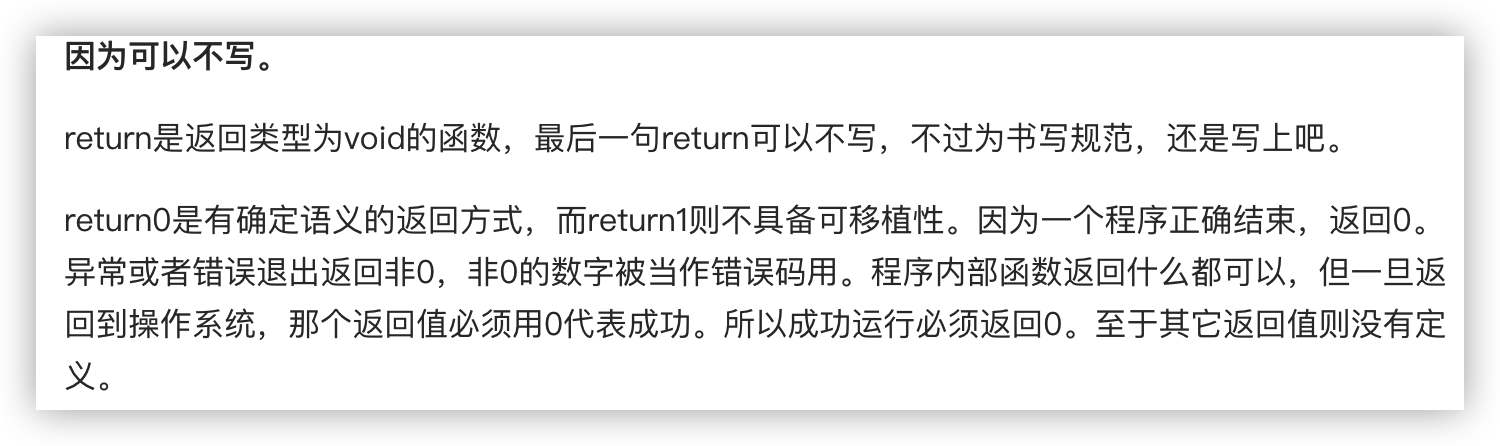 因为可以不写。
return是返回类型为void的函数，最后一句return可以不写，不过为书写规范，还是写上吧。
return0是有确定语义的返回方式，而return1则不具备可移植性。因为一个程序正确结束，返回0。
异常或者错误退出返回非0，非0的数字被当作错误码用。程序内部函数返回什么都可以，但一旦返
回到操作系统，那个返回值必须用0代表成功。所以成功运行必须返回0。至于其它返回值则没有定
义。